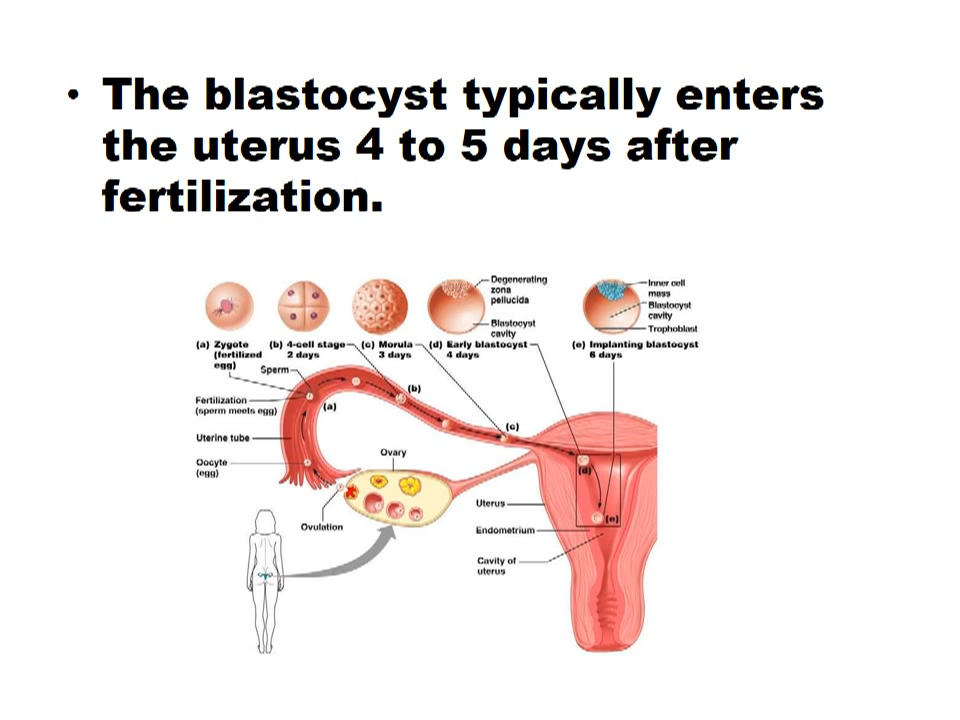 • The blastocyst typically enters
the uterus 4 to 5 days after
fertilization.
Degenerating
zona
pellucida
Blastocyst
cavity
Inner cell
mass
Blastocyst
cavity
Trophoblast
(a) Zygote
(fertilized
egg)
(b) 4-cell stage
2 days
(c) Morula
3 days
(d) Early blastocyst
4 days
(e) Implanting blastocyst
6 days
Sperm
Fertilization
(sperm meets egg)
(a)
(b)
Uterine tube
(c)
Oocyte
(egg)
Ovary
(d)
Ovulation
Uterus
(e)
Endometrium
Cavity of
uterus